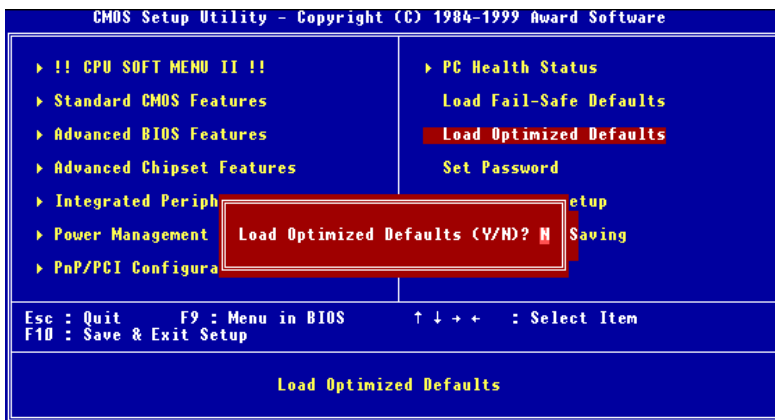 CMOS Setup Utility - Copyright (C) 1984-1999 Award Software
!! CPU SOFT MENU II !!
Standard CMOS Features
Advanced BIOS Features
Advanced Chipset Features
Integrated Periph
Power Management
PnP/PCI Configura
PC Health Status
Load Fail-Safe Defaults
Load Optimized Defaults
Set Password
etup
Saving
Load Optimized Defaults (Y/N)? N
Esc : Quit F9 : Menu in BIOS ↑ ↓ → ← : Select Item
F10 : Save & Exit Setup
Load Optimized Defaults